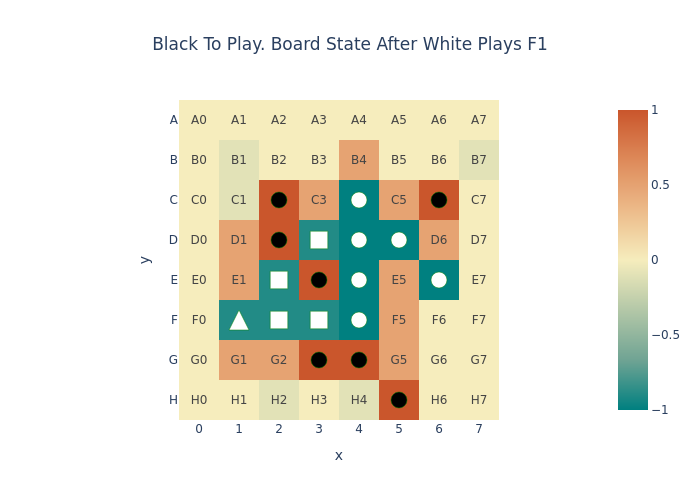 Black To Play. Board State After White Plays F1
A A0 A1 A2 A3 A4 A5 A6 A7
B B0 B1 B2 B3 B4 B5 B6 B7
C C0 C1 C3 C5 C7
D D0 D1 D6 D7
E E0 E1 E5 E7
F F0 F5 F6 F7
G G0 G1 G2 G5 G6 G7
H H0 H1 H2 H3 H4 H6 H7
0 1 2 3 4 5 6 7
x
y
1
0.5
0
−0.5
−1